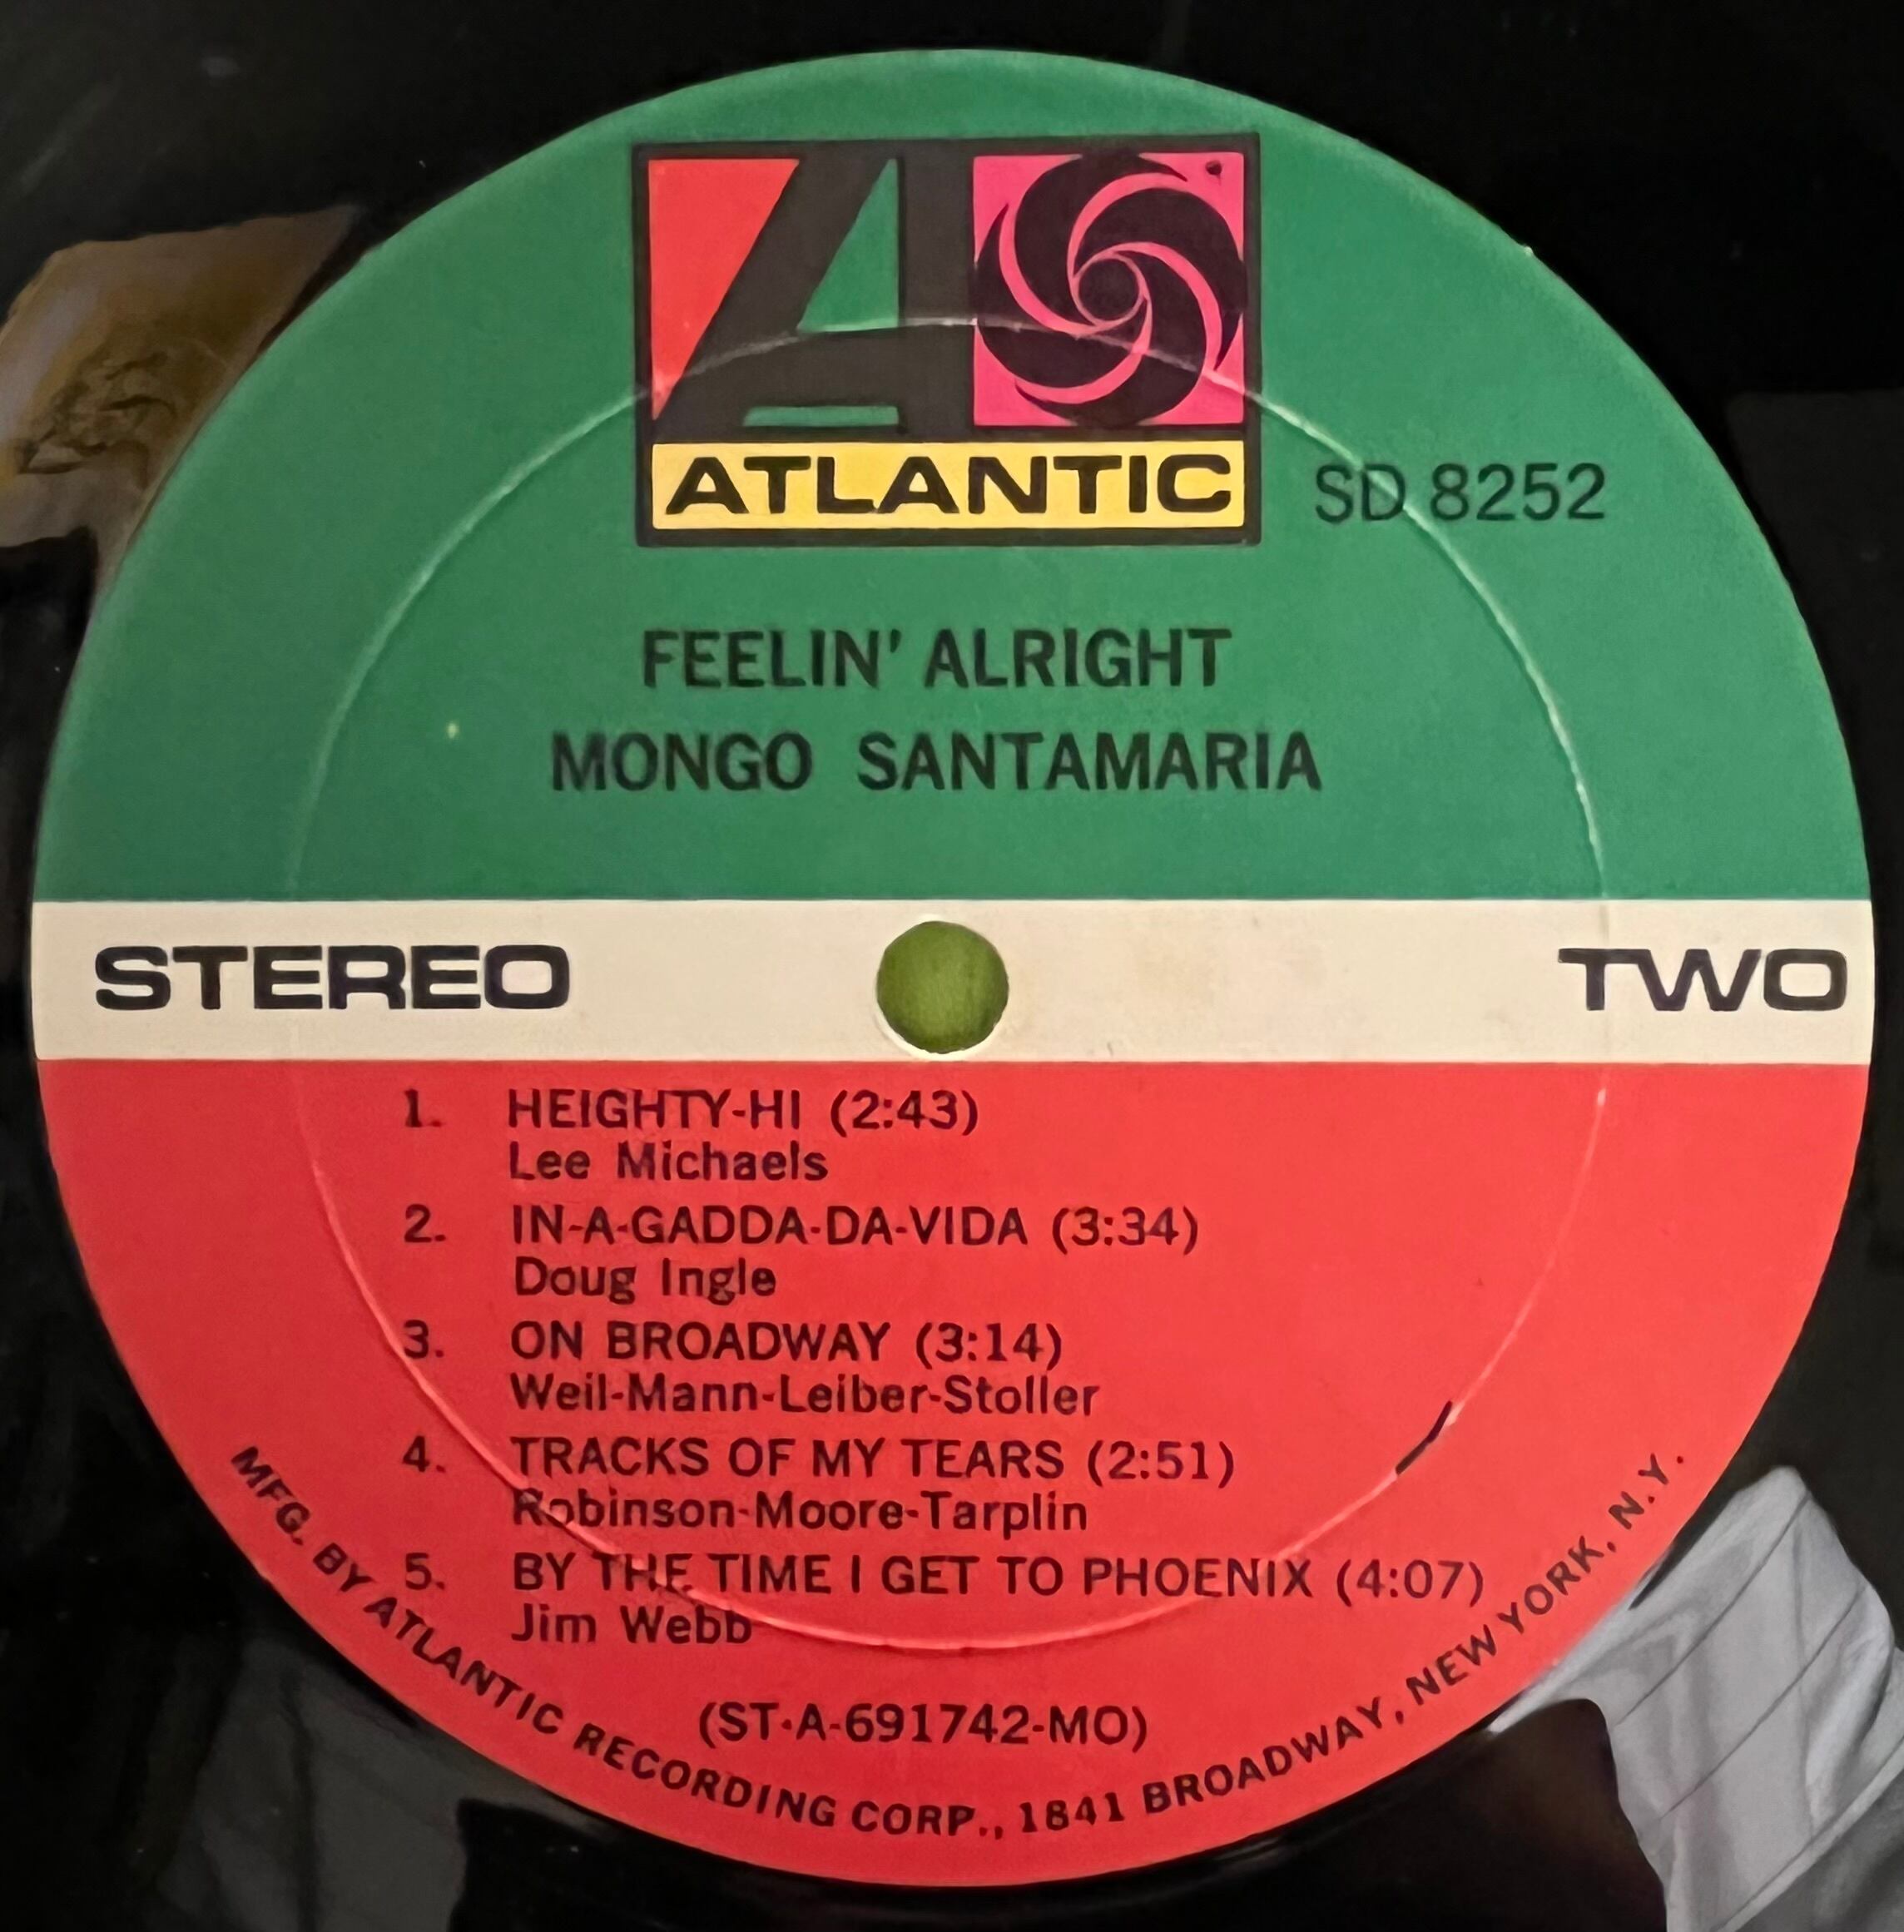 ATLANTIC
SD 8252
FEELIN' ALRIGHT
MONGO SANTAMARIA
STEREO
TWO
1. HEIGHTY-HI (2:43)
Lee Michaels
2. IN-A-GADDA-DA-VIDA (3:34)
Doug Ingle
3. ON BROADWAY (3:14)
Weil-Mann-Leiber-Stoller
4. TRACKS OF MY TEARS (2:51)
Robinson-Moore-Tarplin
5. BY THE TIME I GET TO PHOENIX (4:07)
Jim Webb
(ST-A-691742-MO)
MFG. BY ATLANTIC RECORDING CORP., 1841 BROADWAY, NEW YORK, N.Y.